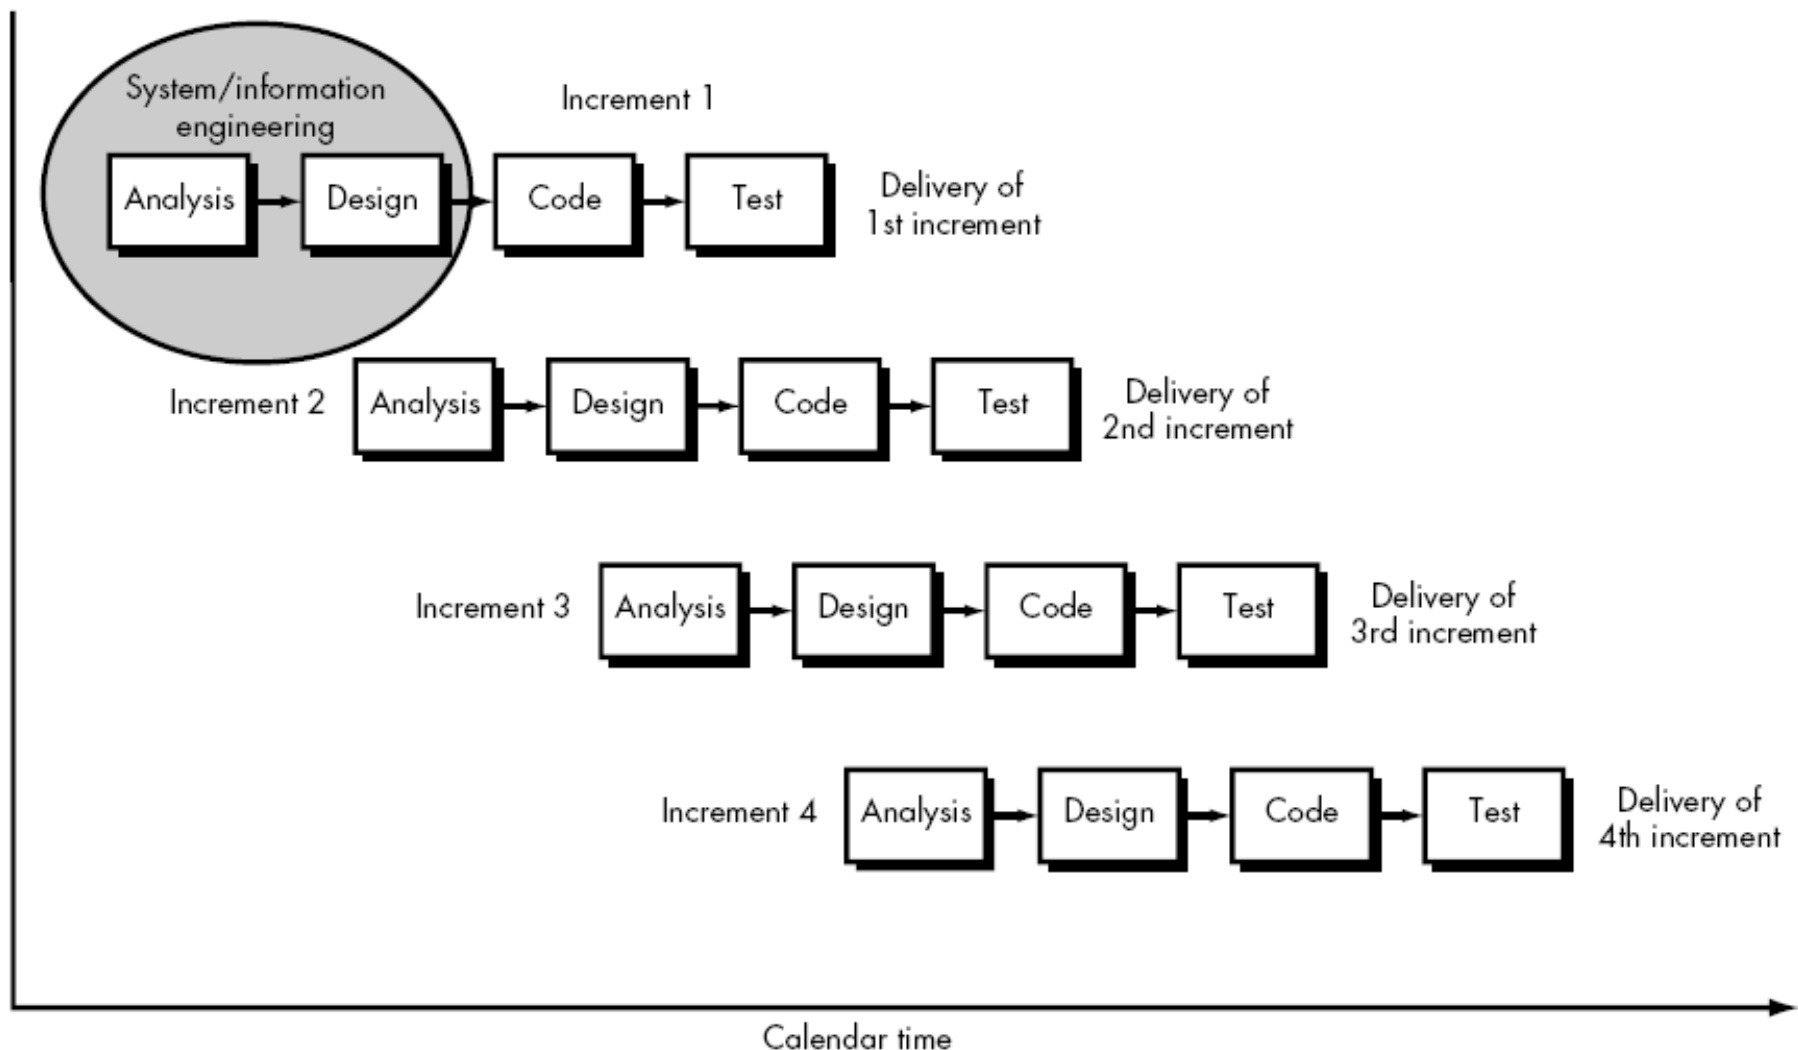 System/information
engineering
Increment 1
Analysis
Design
Code
Test
Delivery of
1st increment
Increment 2
Analysis
Design
Code
Test
Delivery of
2nd increment
Increment 3
Analysis
Design
Code
Test
Delivery of
3rd increment
Increment 4
Analysis
Design
Code
Test
Delivery of
4th increment
Calendar time